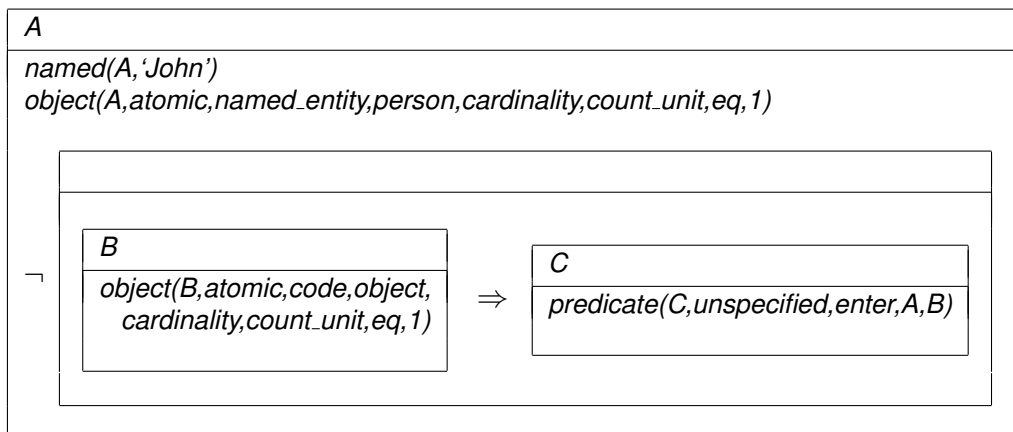 A
named(A,‘John’)
object(A,atomic,named_entity,person,cardinality,count_unit,eq,1)
¬
B
object(B,atomic,code,object,
cardinality,count_unit,eq,1)
⇒
C
predicate(C,unspecified,enter,A,B)